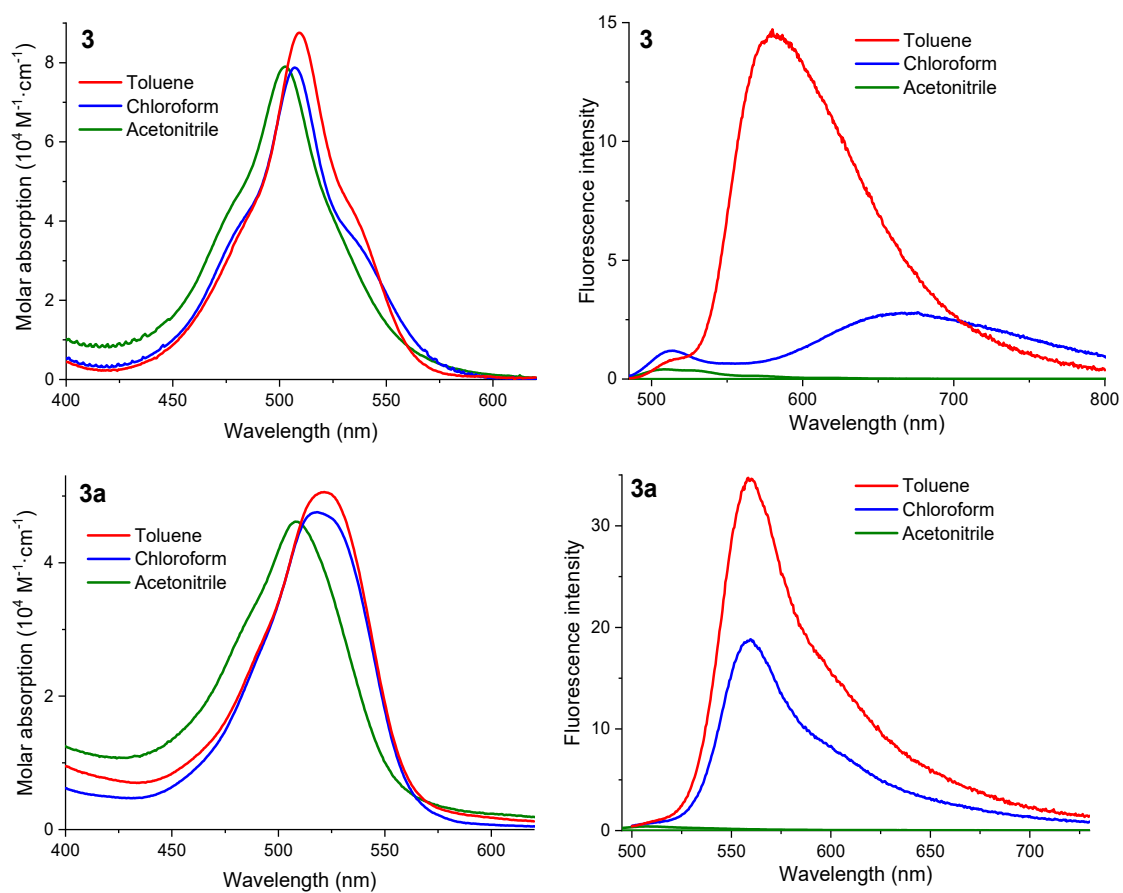 3
Toluene
Chloroform
Acetonitrile
Molar absorption (10⁴ M⁻¹·cm⁻¹)
8
6
4
2
0
400
450
500
550
600
Wavelength (nm)
3
Toluene
Chloroform
Acetonitrile
Fluorescence intensity
15
10
5
0
500
600
700
800
Wavelength (nm)
3a
Toluene
Chloroform
Acetonitrile
Molar absorption (10⁴ M⁻¹·cm⁻¹)
4
2
0
400
450
500
550
600
Wavelength (nm)
3a
Toluene
Chloroform
Acetonitrile
Fluorescence intensity
30
20
10
0
500
550
600
650
700
Wavelength (nm)